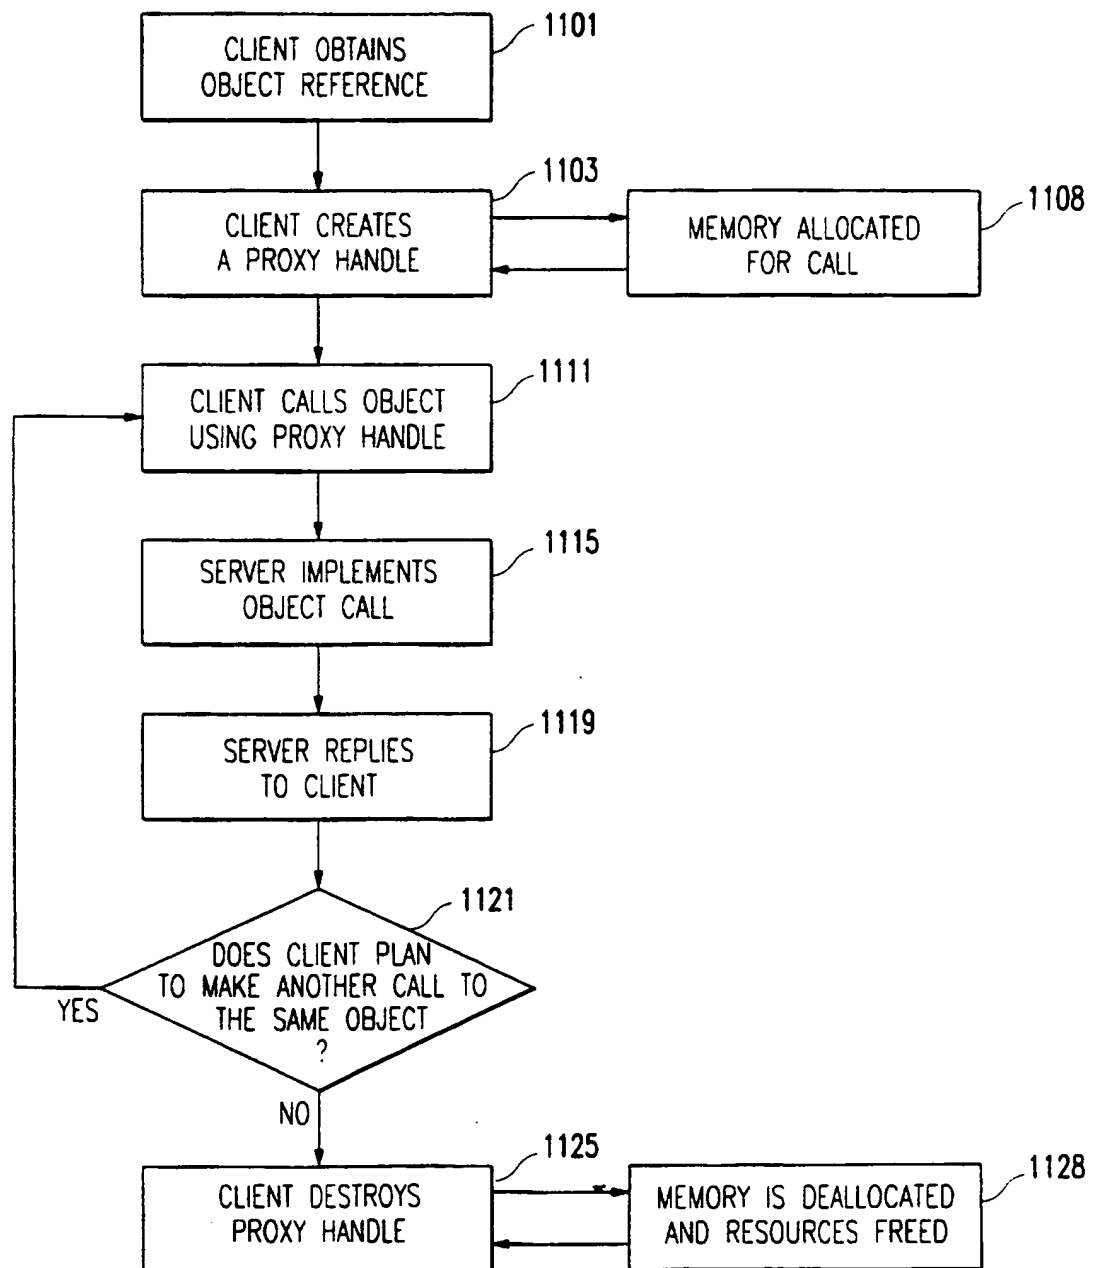 1101
CLIENT OBTAINS
OBJECT REFERENCE
1103
CLIENT CREATES
A PROXY HANDLE
1108
MEMORY ALLOCATED
FOR CALL
1111
CLIENT CALLS OBJECT
USING PROXY HANDLE
1115
SERVER IMPLEMENTS
OBJECT CALL
1119
SERVER REPLIES
TO CLIENT
1121
DOES CLIENT PLAN
TO MAKE ANOTHER CALL TO
THE SAME OBJECT
?
YES
NO
1125
CLIENT DESTROYS
PROXY HANDLE
1128
MEMORY IS DEALLOCATED
AND RESOURCES FREED